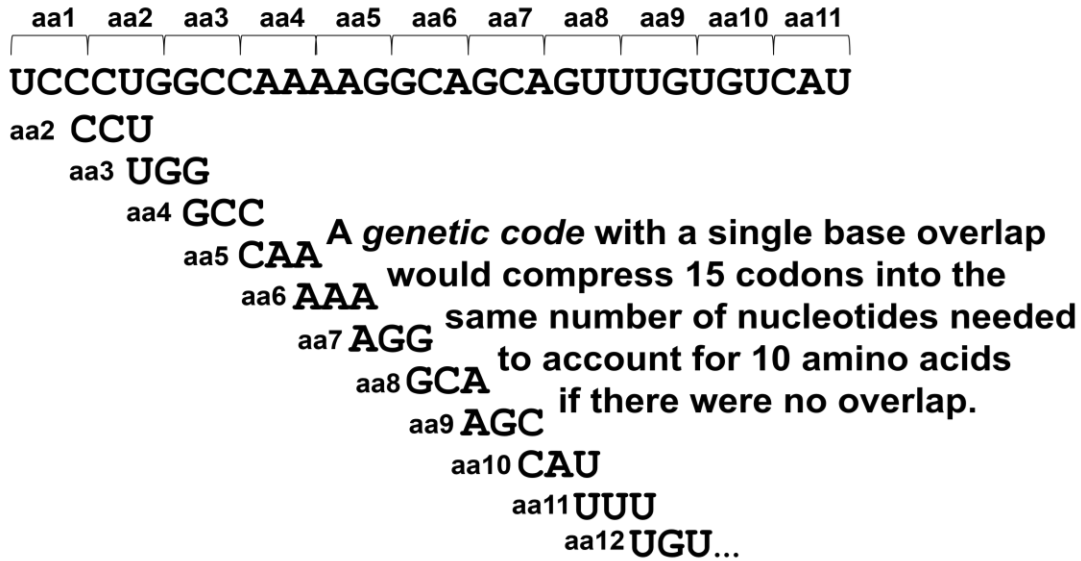 aa1 aa2 aa3 aa4 aa5 aa6 aa7 aa8 aa9 aa10 aa11
UCCCUGGCCAAAAGGCAGCAGUUUGUGUCAU
aa2 CCU
aa3 UGG
aa4 GCC
aa5 CAA
aa6 AAA
aa7 AGG
aa8 GCA
aa9 AGC
aa10 CAU
aa11 UUU
aa12 UGU...
A genetic code with a single base overlap
would compress 15 codons into the
same number of nucleotides needed
to account for 10 amino acids
if there were no overlap.